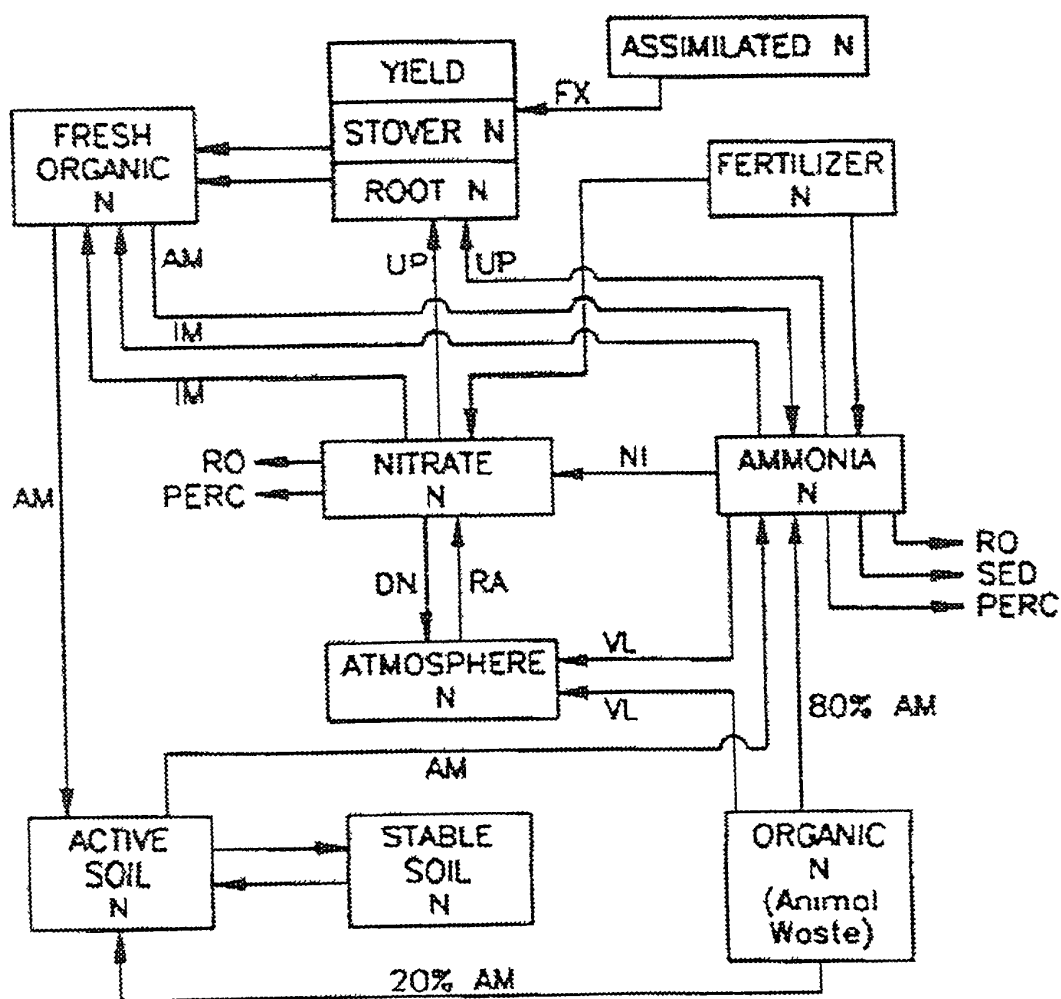 ASSIMILATED N
YIELD
FX
STOVER N
ROOT N
FRESH
ORGANIC
N
FERTILIZER
N
AM
UP
UP
IM
IM
AM
RO
PERC
NITRATE
N
NI
AMMONIA
N
RO
SED
PERC
DN
RA
ATMOSPHERE
N
VL
VL
80% AM
AM
ACTIVE
SOIL
N
STABLE
SOIL
N
ORGANIC
N
(Animal
Waste)
20% AM